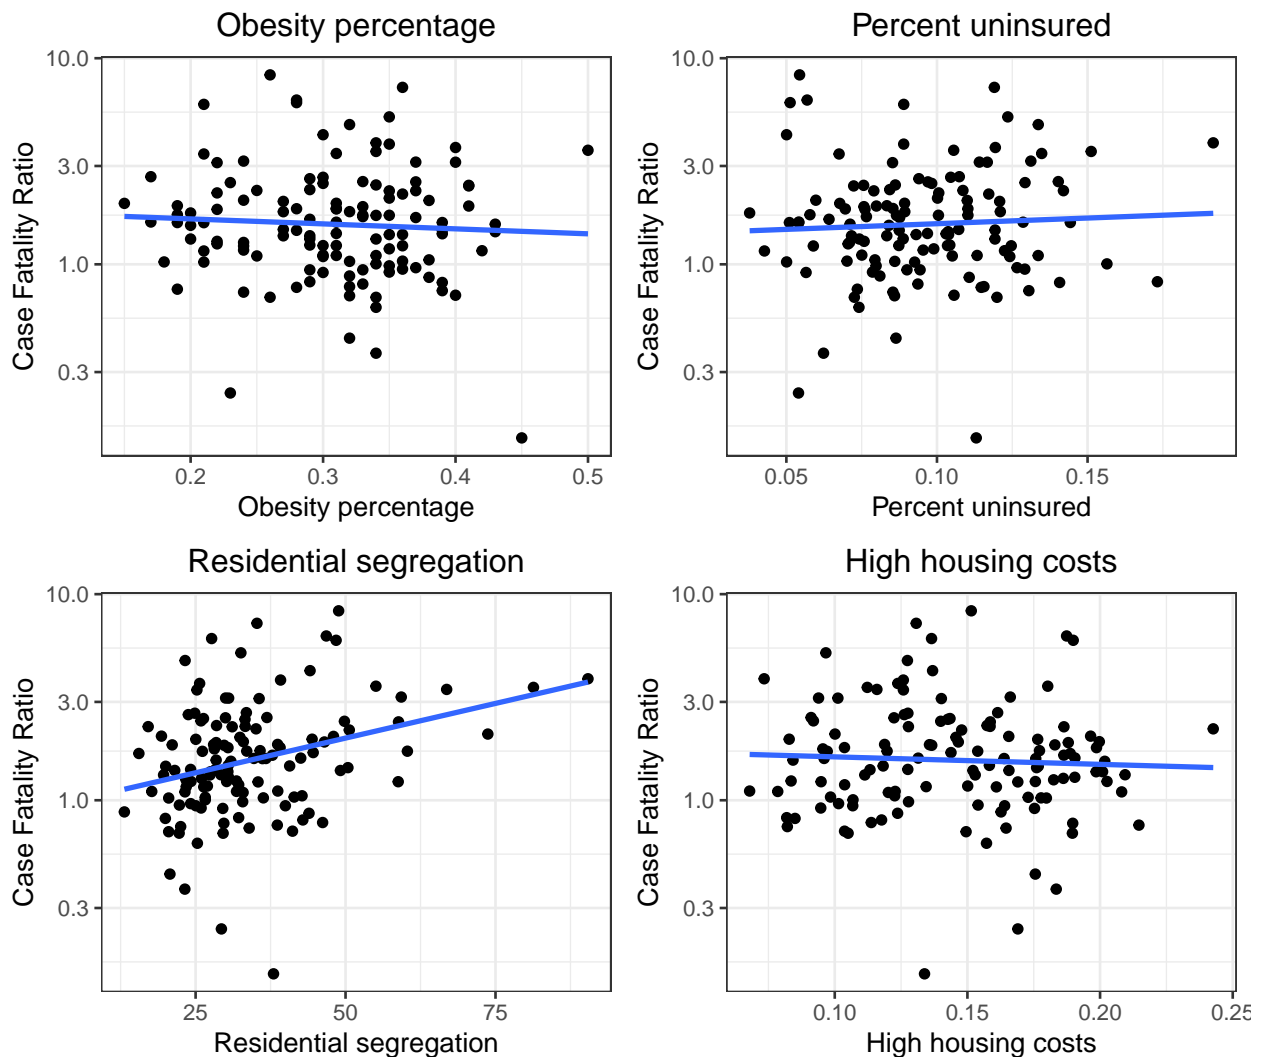 Obesity percentage
10.0
3.0
1.0
0.3
Case Fatality Ratio
0.2 0.3 0.4 0.5
Obesity percentage
Percent uninsured
10.0
3.0
1.0
0.3
Case Fatality Ratio
0.05 0.10 0.15
Percent uninsured
Residential segregation
10.0
3.0
1.0
0.3
Case Fatality Ratio
25 50 75
Residential segregation
High housing costs
10.0
3.0
1.0
0.3
Case Fatality Ratio
0.10 0.15 0.20 0.25
High housing costs